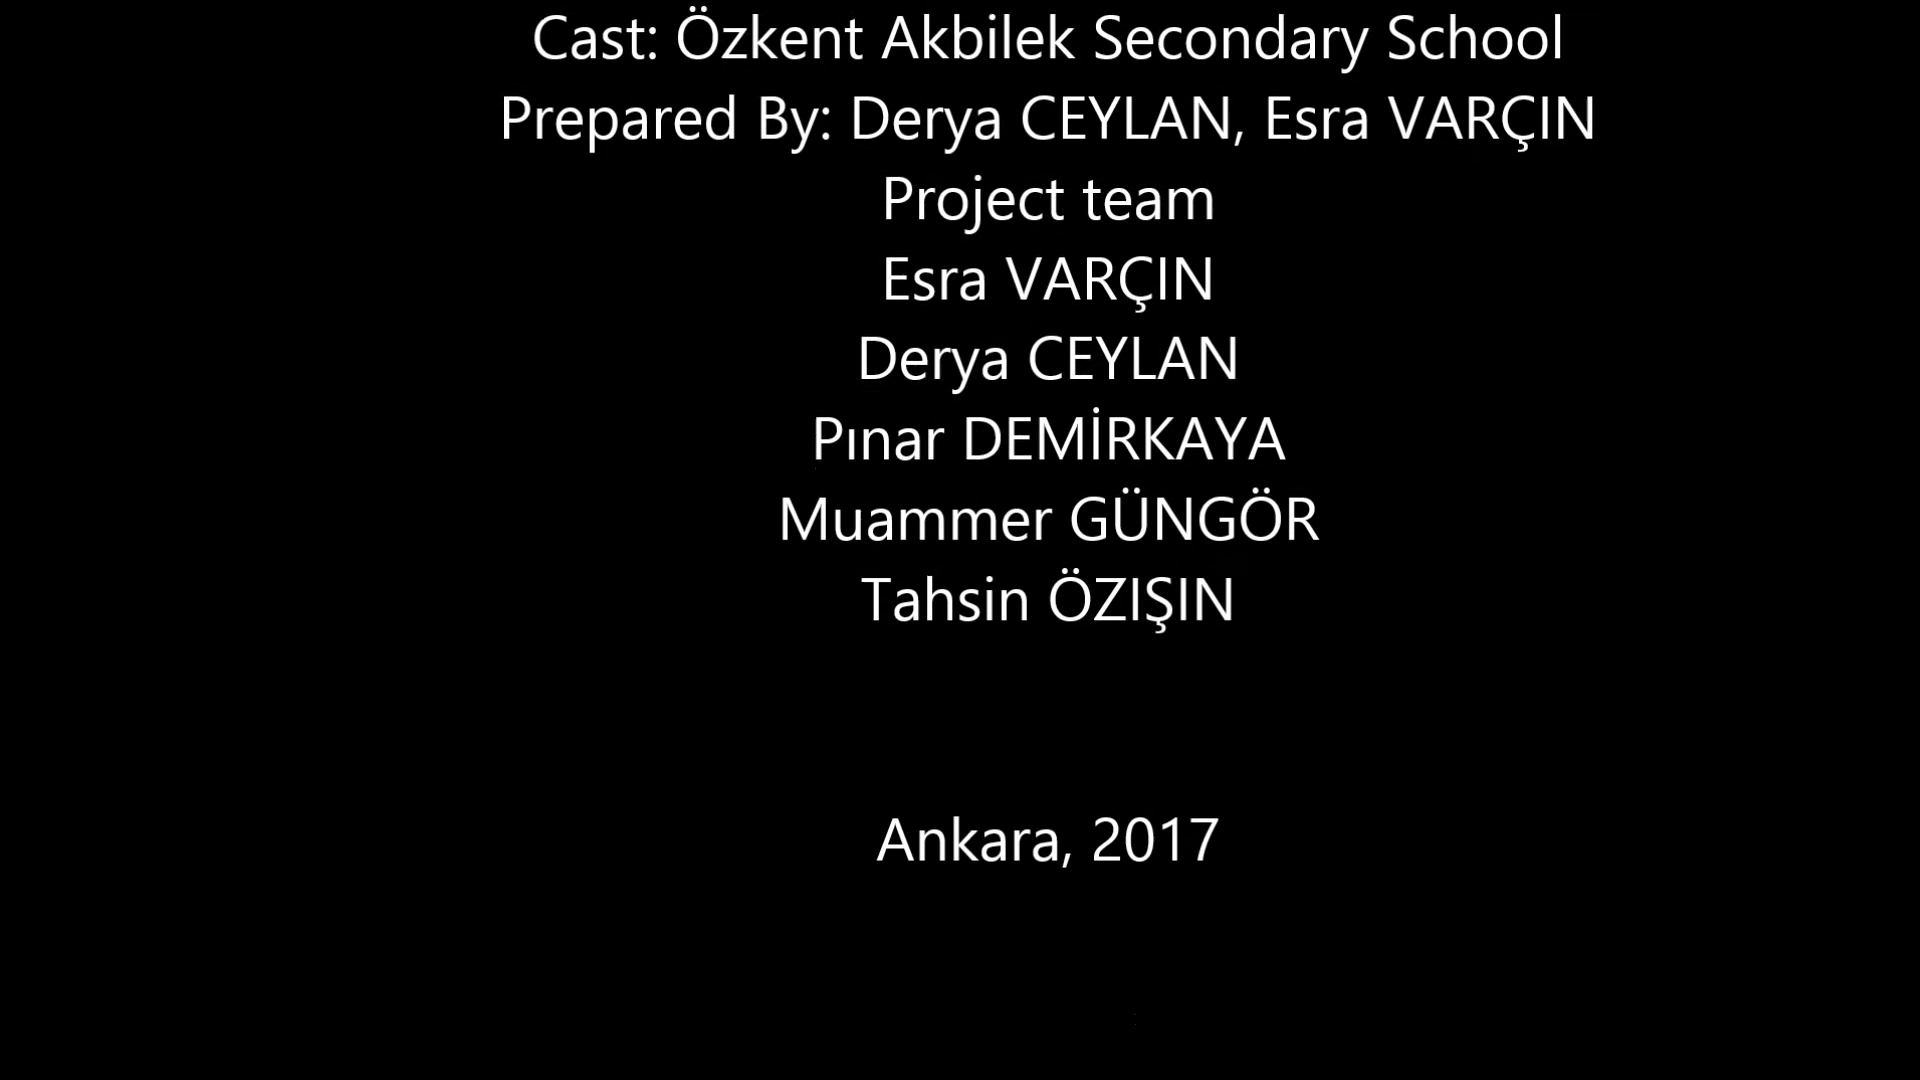 Cast: Özkent Akbilek Secondary School
Prepared By: Derya CEYLAN, Esra VARÇIN
Project team
Esra VARÇIN
Derya CEYLAN
Pınar DEMİRKAYA
Muammer GÜNGÖR
Tahsin ÖZIŞIN
Ankara, 2017